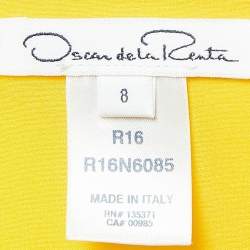 Oscar de la Renta
8
R16
R16N6085
MADE IN ITALY
RN# 135371
CA# 00985